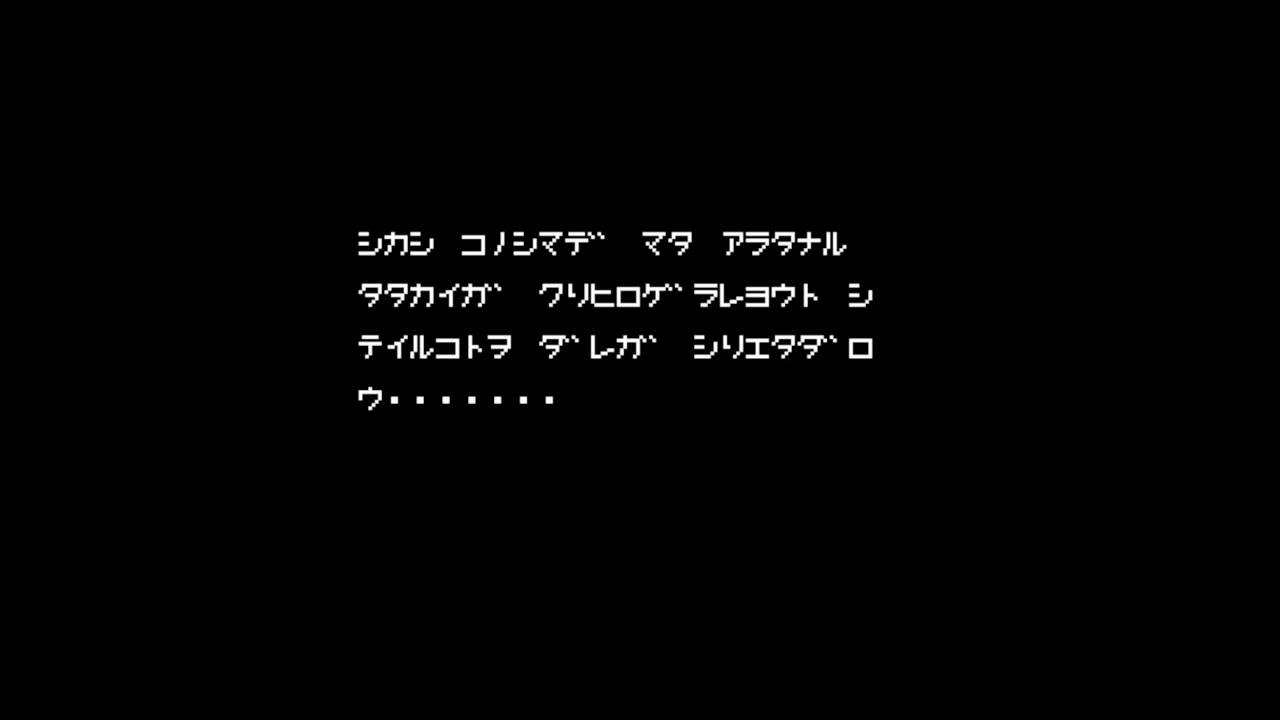 シカシ コノシマデ マタ アラタナル
タタカイガ クリヒロゲラレヨウト シ
テイルコトヲ ダレガ シリエタダロ
ウ・・・・・・・